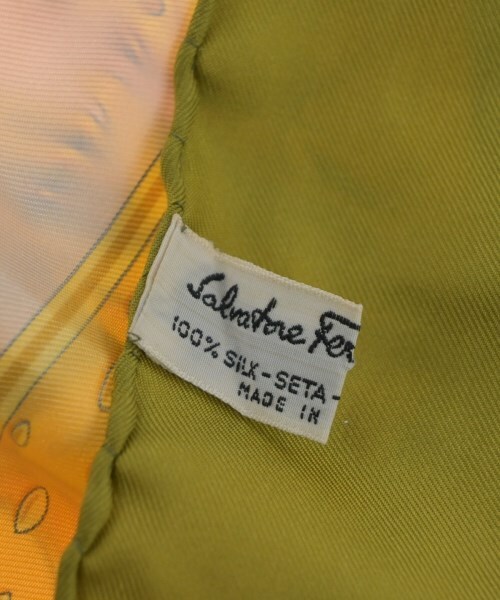 Salvatore Fer
100% SILK-SETA-
MADE IN